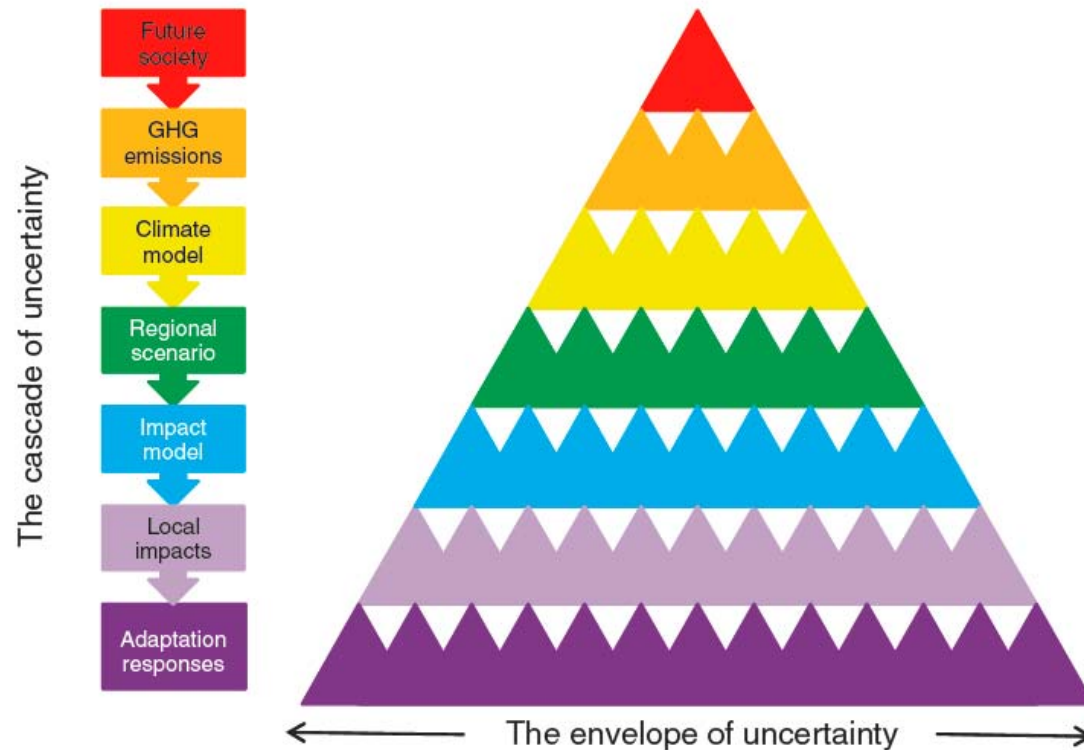 The cascade of uncertainty
Future
society
GHG
emissions
Climate
model
Regional
scenario
Impact
model
Local
impacts
Adaptation
responses
The envelope of uncertainty